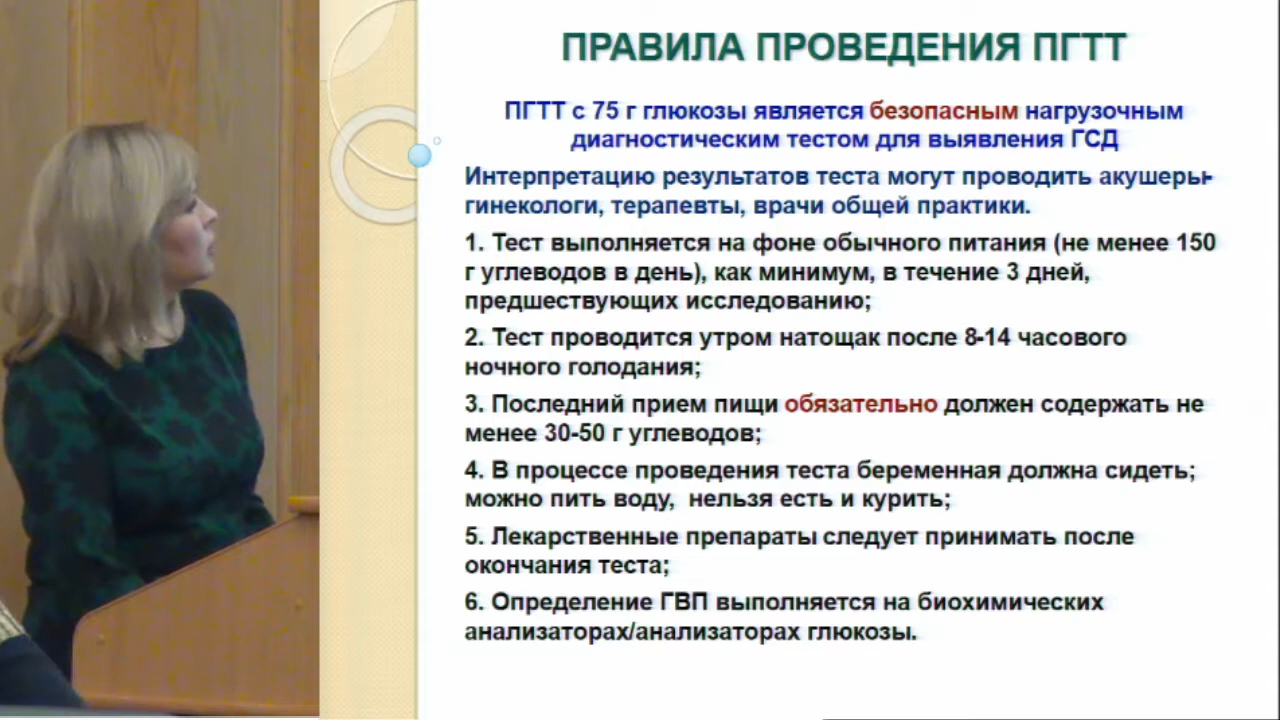 ПРАВИЛА ПРОВЕДЕНИЯ ПГТТ
ПГТТ с 75 г глюкозы является безопасным нагрузочным
диагностическим тестом для выявления ГСД
Интерпретацию результатов теста могут проводить акушеры-
гинекологи, терапевты, врачи общей практики.
1. Тест выполняется на фоне обычного питания (не менее 150
г углеводов в день), как минимум, в течение 3 дней,
предшествующих исследованию;
2. Тест проводится утром натощак после 8-14 часового
ночного голодания;
3. Последний прием пищи обязательно должен содержать не
менее 30-50 г углеводов;
4. В процессе проведения теста беременная должна сидеть;
можно пить воду, нельзя есть и курить;
5. Лекарственные препараты следует принимать после
окончания теста;
6. Определение ГВП выполняется на биохимических
анализаторах/анализаторах глюкозы.